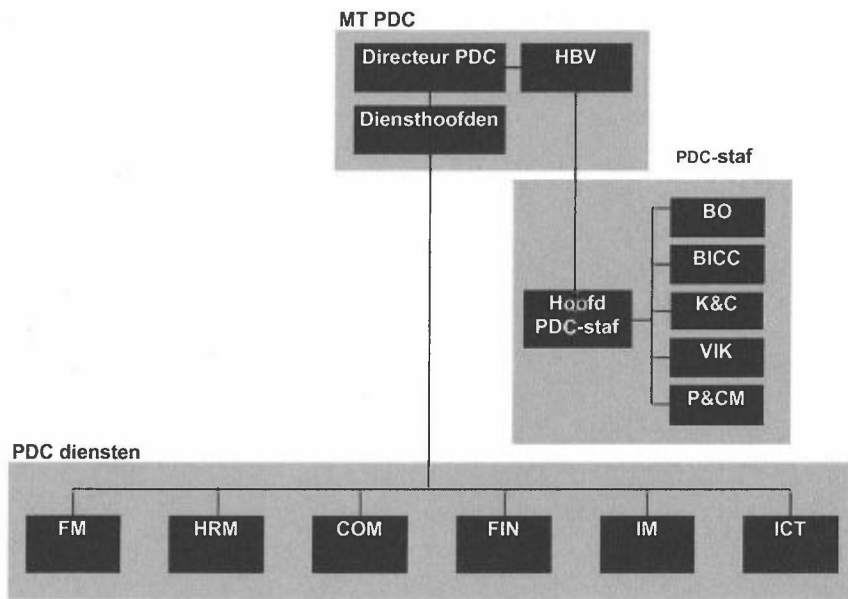 MT PDC
Directeur PDC
HBV
Diensthoofden
PDC-staf
BO
BICC
Hoofd
PDC-staf
K&C
VIK
P&CM
PDC diensten
FM
HRM
COM
FIN
IM
ICT